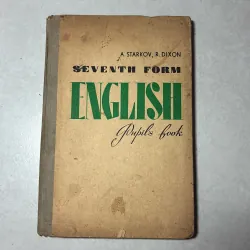 A. STARKOV, R. DIXON
SEVENTH FORM
ENGLISH
Pupil's book